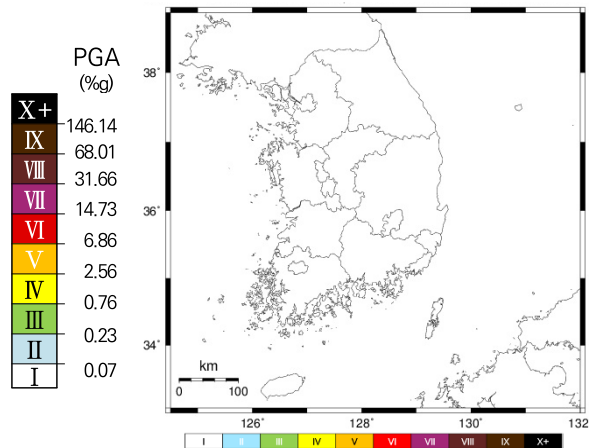 PGA
(%g)
X+
IX
VIII
VII
VI
V
IV
III
II
I
146.14
68.01
31.66
14.73
6.86
2.56
0.76
0.23
0.07
38°
36°
34°
km
0 100
126° 128° 130° 132
I II III IV V VI VII VIII IX X+